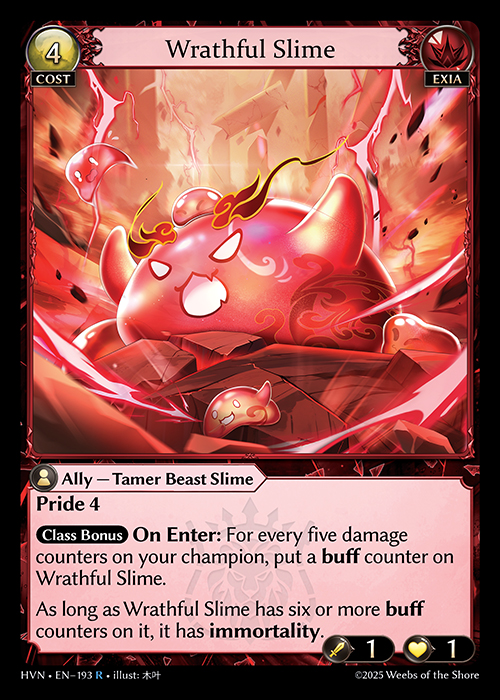 4
Wrathful Slime
COST
EXIA
Ally — Tamer Beast Slime
Pride 4
Class Bonus On Enter: For every five damage
counters on your champion, put a buff counter on
Wrathful Slime.
As long as Wrathful Slime has six or more buff
counters on it, it has immortality.
1
1
HVN • EN-193 R • illust: 木叶
©2025 Weebs of the Shore